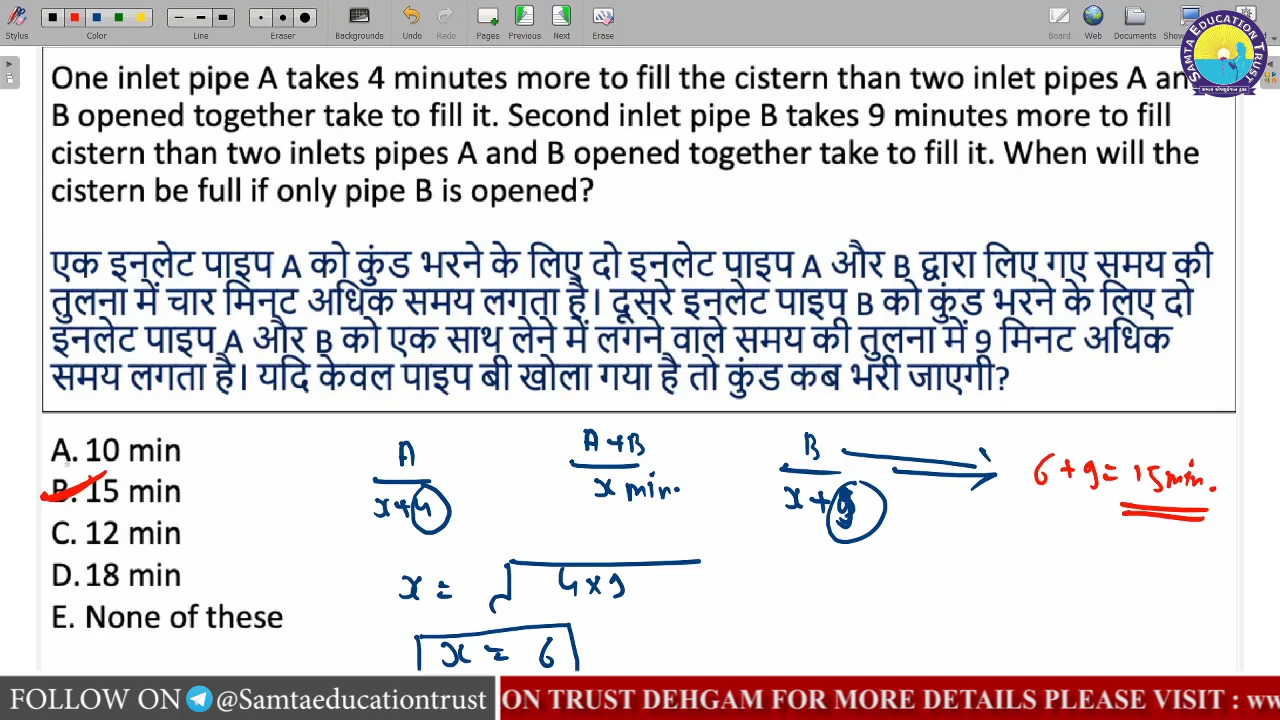 Stylus
Color
Line
Eraser
Backgrounds
Undo
Redo
Pages
Previous
Next
Erase
Board
Web
Documents
SAMTA EDUCATION TRUST
One inlet pipe A takes 4 minutes more to fill the cistern than two inlet pipes A an
B opened together take to fill it. Second inlet pipe B takes 9 minutes more to fill
cistern than two inlets pipes A and B opened together take to fill it. When will the
cistern be full if only pipe B is opened?
एक इनलेट पाइप A को कुंड भरने के लिए दो इनलेट पाइप A और B द्वारा लिए गए समय की
तुलना में चार मिनट अधिक समय लगता है। दूसरे इनलेट पाइप B को कुंड भरने के लिए दो
इनलेट पाइप A और B को एक साथ लेने में लगने वाले समय की तुलना में 9 मिनट अधिक
समय लगता है। यदि केवल पाइप बी खोला गया है तो कुंड कब भरी जाएगी?
A. 10 min
B. 15 min
C. 12 min
D. 18 min
E. None of these
A
x+4
A+B
x min.
B
x+9
6+9=15min.
x = √4×9
x = 6
FOLLOW ON @Samtaeducationtrust
ON TRUST DEHGAM FOR MORE DETAILS PLEASE VISIT : ww